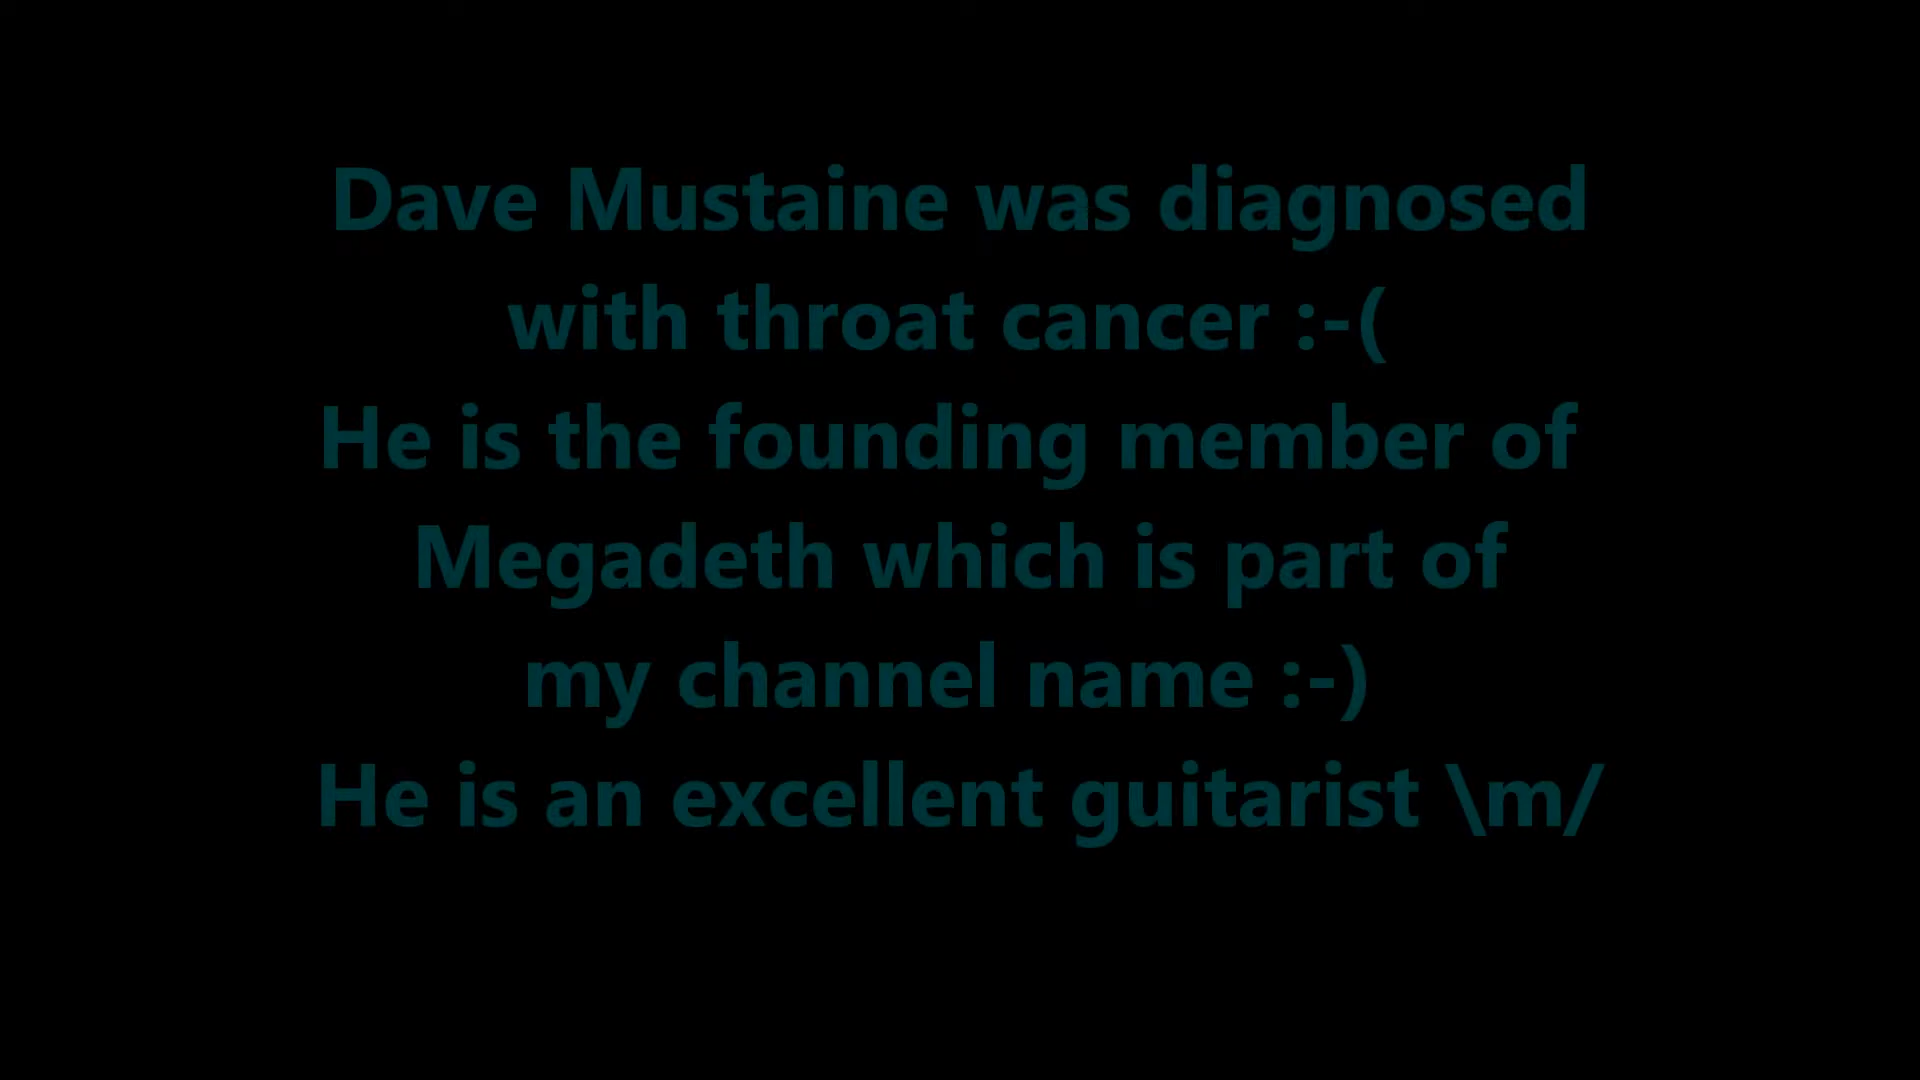 Dave Mustaine was diagnosed
with throat cancer :-(
He is the founding member of
Megadeth which is part of
my channel name :-)
He is an excellent guitarist \m/